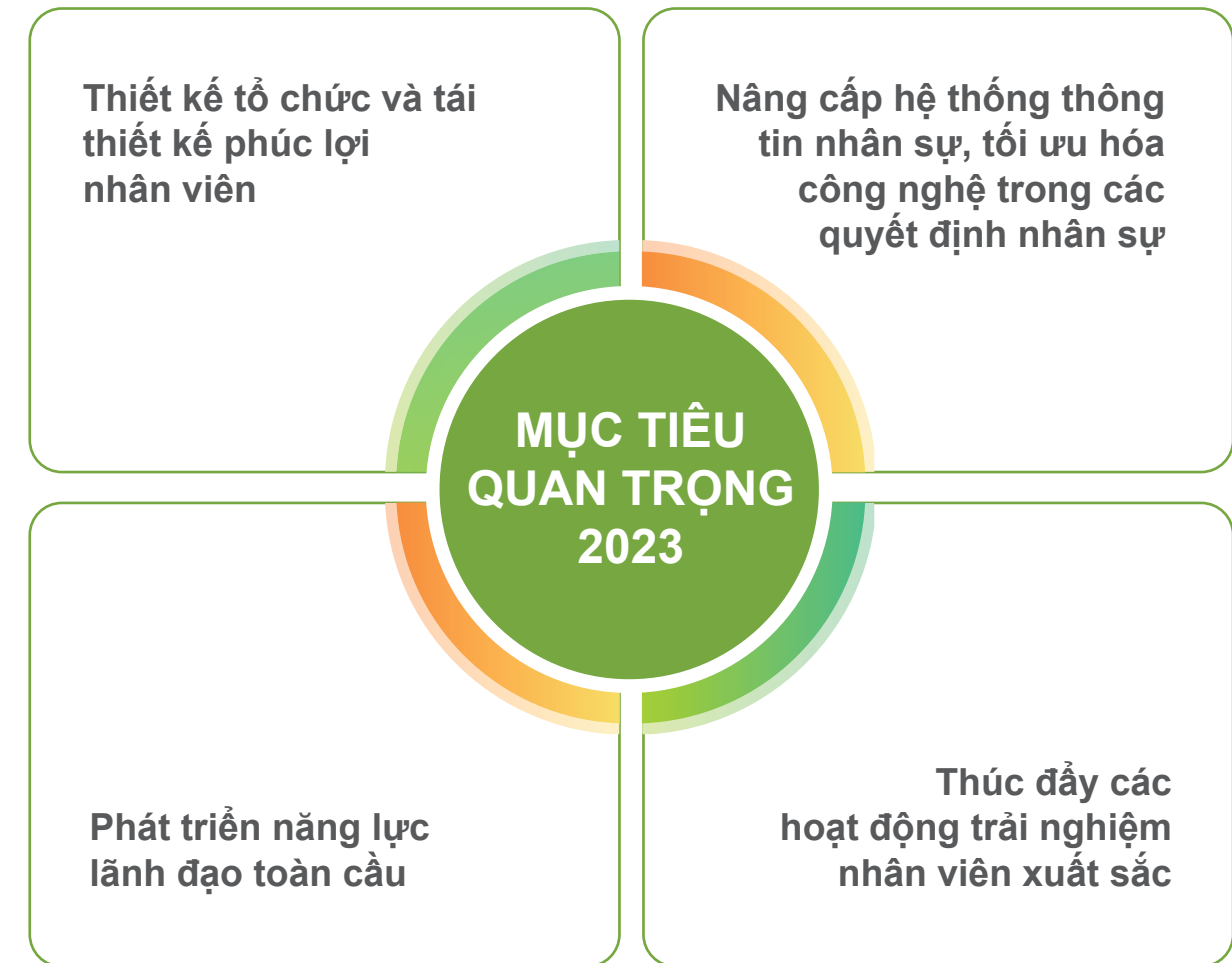 Thiết kế tổ chức và tái
thiết kế phúc lợi
nhân viên
Nâng cấp hệ thống thông
tin nhân sự, tối ưu hóa
công nghệ trong các
quyết định nhân sự
MỤC TIÊU
QUAN TRỌNG
2023
Phát triển năng lực
lãnh đạo toàn cầu
Thúc đẩy các
hoạt động trải nghiệm
nhân viên xuất sắc